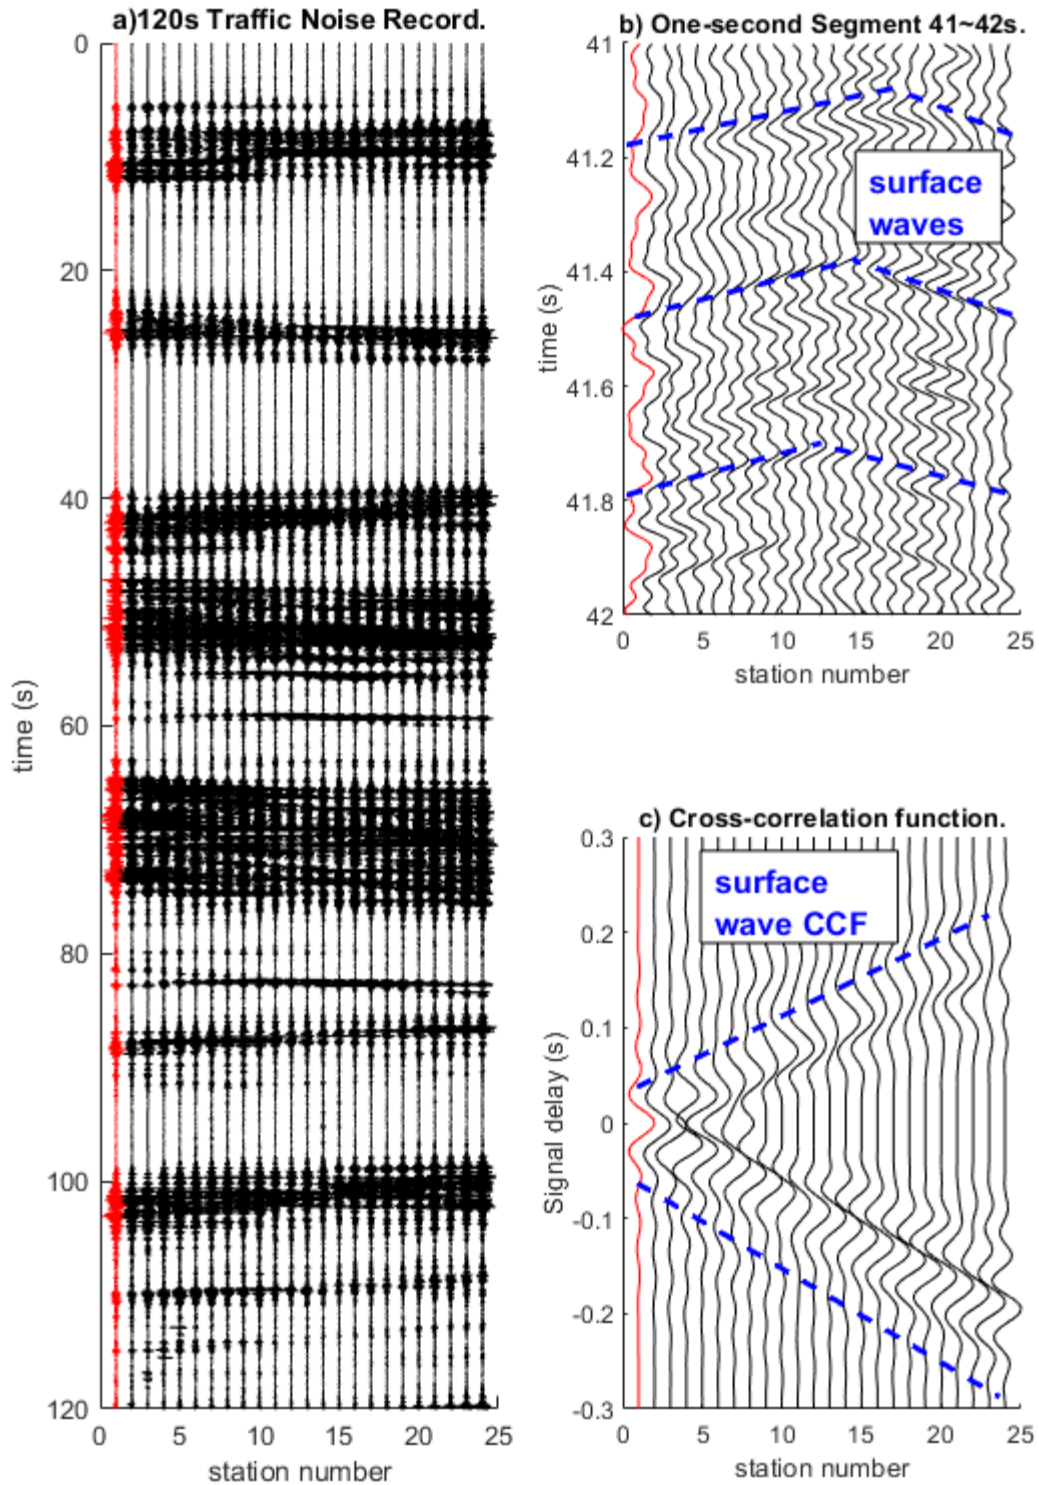 a)120s Traffic Noise Record.
0
20
40
60
80
100
120
time (s)
0 5 10 15 20 25
station number
b) One-second Segment 41~42s.
41
41.2
41.4
41.6
41.8
42
time (s)
surface
waves
0 5 10 15 20 25
station number
c) Cross-correlation function.
0.3
0.2
0.1
0
-0.1
-0.2
-0.3
Signal delay (s)
surface
wave CCF
0 5 10 15 20 25
station number